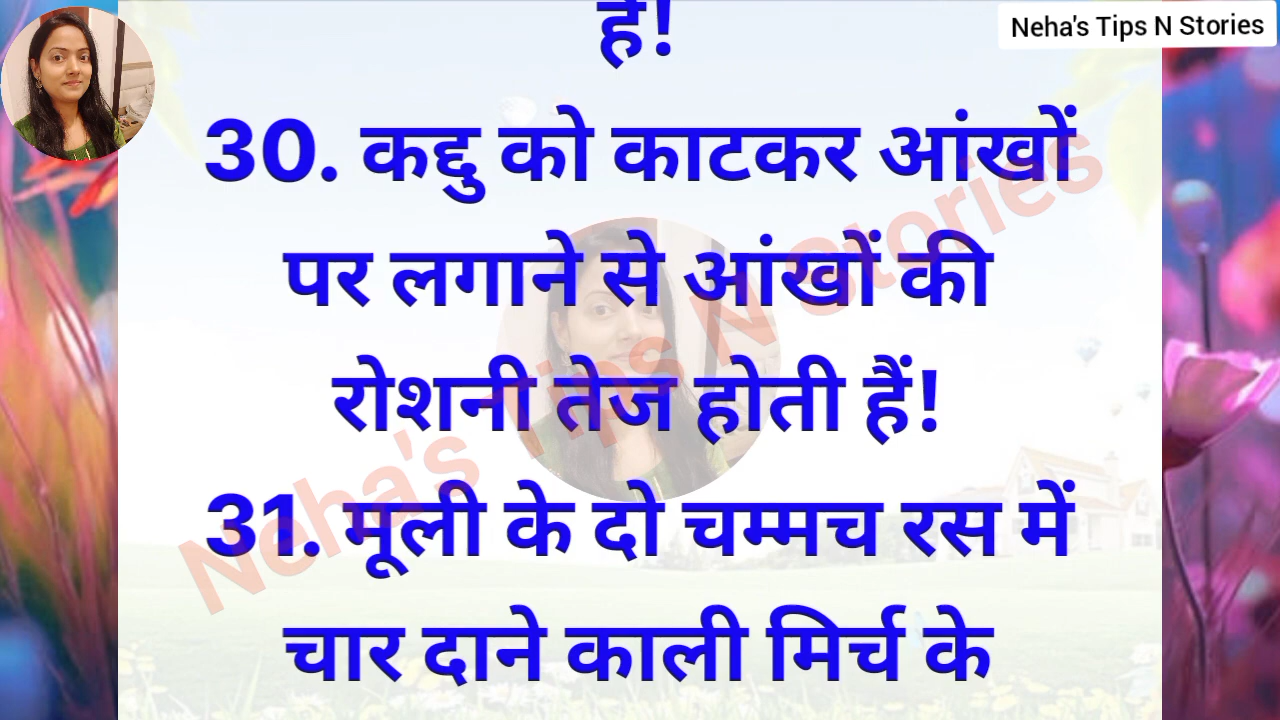 Neha's Tips N Stories
हैं!
30. कद्दु को काटकर आंखों
पर लगाने से आंखों की
रोशनी तेज होती हैं!
31. मूली के दो चम्मच रस में
चार दाने काली मिर्च के
Neha's Tips N Stories